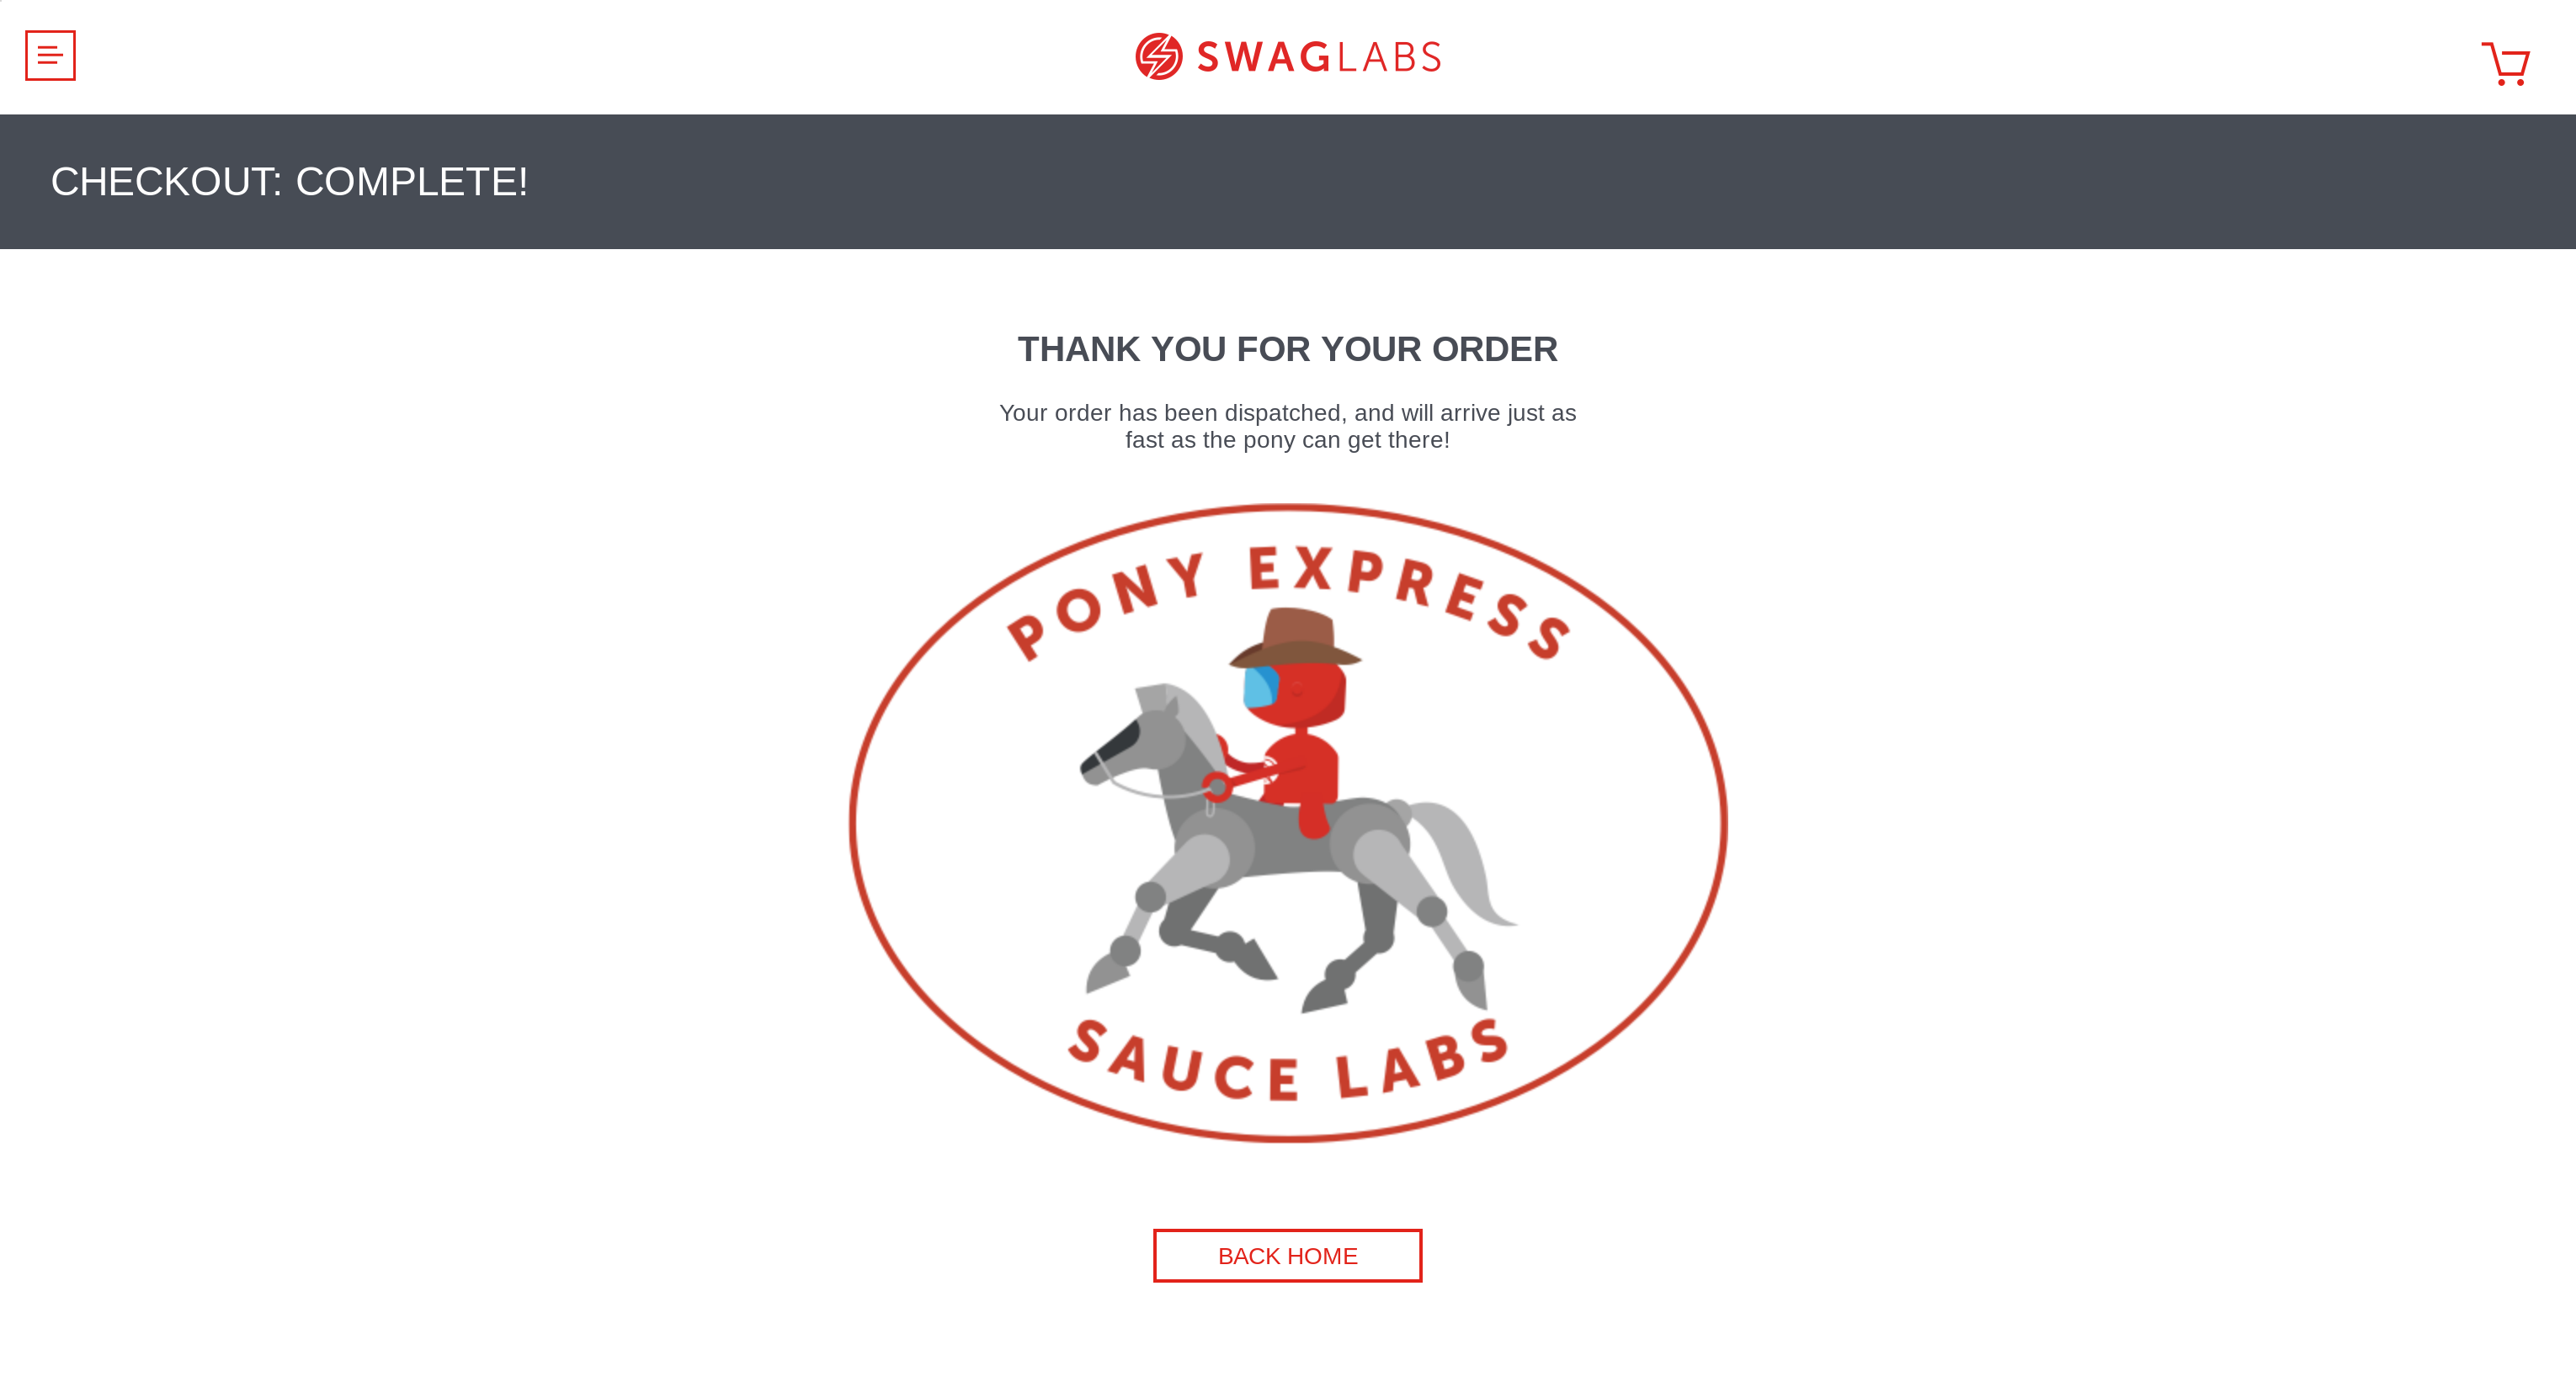 SWAGLABS
CHECKOUT: COMPLETE!
THANK YOU FOR YOUR ORDER
Your order has been dispatched, and will arrive just as
fast as the pony can get there!
PONY EXPRESS
SAUCE LABS
BACK HOME